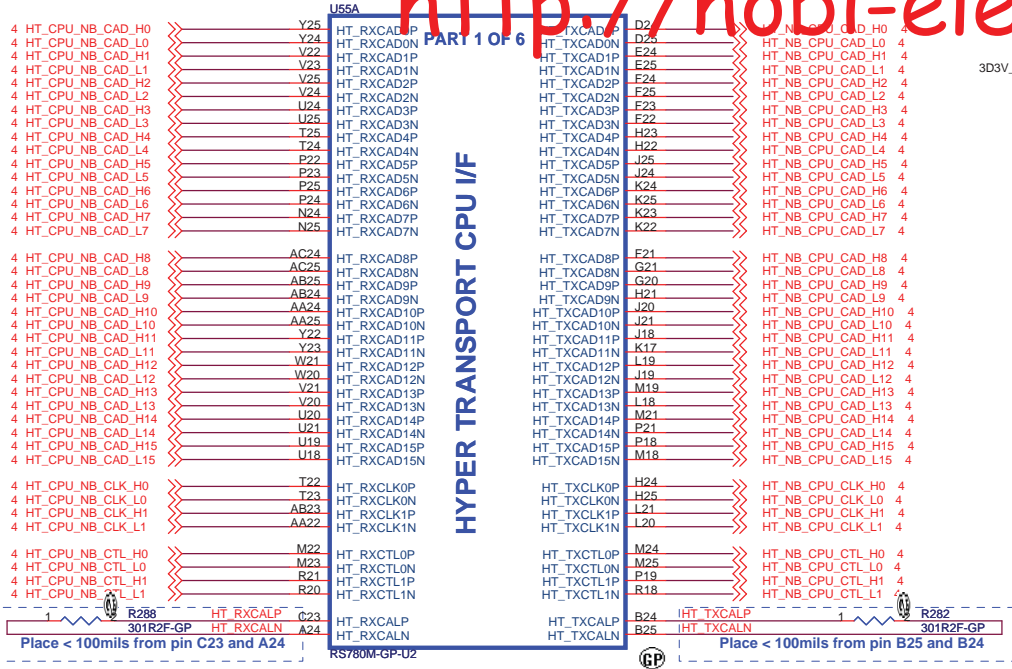 http://hobi-ele
U55A
PART 1 OF 6
3D3V_
HYPER TRANSPORT CPU I/F
4 HT_CPU_NB_CAD_H0 Y25 HT_RXCAD0P HT_TXCAD0P HT_NB_CPU_CAD_H0 4
4 HT_CPU_NB_CAD_L0 Y24 HT_RXCAD0N HT_TXCAD0N D25 HT_NB_CPU_CAD_L0 4
4 HT_CPU_NB_CAD_H1 V22 HT_RXCAD1P HT_TXCAD1P E24 HT_NB_CPU_CAD_H1 4
4 HT_CPU_NB_CAD_L1 V23 HT_RXCAD1N HT_TXCAD1N E25 HT_NB_CPU_CAD_L1 4
4 HT_CPU_NB_CAD_H2 V25 HT_RXCAD2P HT_TXCAD2P F24 HT_NB_CPU_CAD_H2 4
4 HT_CPU_NB_CAD_L2 V24 HT_RXCAD2N HT_TXCAD2N F25 HT_NB_CPU_CAD_L2 4
4 HT_CPU_NB_CAD_H3 U24 HT_RXCAD3P HT_TXCAD3P F23 HT_NB_CPU_CAD_H3 4
4 HT_CPU_NB_CAD_L3 U25 HT_RXCAD3N HT_TXCAD3N F22 HT_NB_CPU_CAD_L3 4
4 HT_CPU_NB_CAD_H4 T25 HT_RXCAD4P HT_TXCAD4P H23 HT_NB_CPU_CAD_H4 4
4 HT_CPU_NB_CAD_L4 T24 HT_RXCAD4N HT_TXCAD4N H22 HT_NB_CPU_CAD_L4 4
4 HT_CPU_NB_CAD_H5 P22 HT_RXCAD5P HT_TXCAD5P J25 HT_NB_CPU_CAD_H5 4
4 HT_CPU_NB_CAD_L5 P23 HT_RXCAD5N HT_TXCAD5N J24 HT_NB_CPU_CAD_L5 4
4 HT_CPU_NB_CAD_H6 P25 HT_RXCAD6P HT_TXCAD6P K24 HT_NB_CPU_CAD_H6 4
4 HT_CPU_NB_CAD_L6 P24 HT_RXCAD6N HT_TXCAD6N K25 HT_NB_CPU_CAD_L6 4
4 HT_CPU_NB_CAD_H7 N24 HT_RXCAD7P HT_TXCAD7P K23 HT_NB_CPU_CAD_H7 4
4 HT_CPU_NB_CAD_L7 N25 HT_RXCAD7N HT_TXCAD7N K22 HT_NB_CPU_CAD_L7 4
4 HT_CPU_NB_CAD_H8 AC24 HT_RXCAD8P HT_TXCAD8P F21 HT_NB_CPU_CAD_H8 4
4 HT_CPU_NB_CAD_L8 AC25 HT_RXCAD8N HT_TXCAD8N G21 HT_NB_CPU_CAD_L8 4
4 HT_CPU_NB_CAD_H9 AB25 HT_RXCAD9P HT_TXCAD9P G20 HT_NB_CPU_CAD_H9 4
4 HT_CPU_NB_CAD_L9 AB24 HT_RXCAD9N HT_TXCAD9N H21 HT_NB_CPU_CAD_L9 4
4 HT_CPU_NB_CAD_H10 AA24 HT_RXCAD10P HT_TXCAD10P J20 HT_NB_CPU_CAD_H10 4
4 HT_CPU_NB_CAD_L10 AA25 HT_RXCAD10N HT_TXCAD10N J21 HT_NB_CPU_CAD_L10 4
4 HT_CPU_NB_CAD_H11 Y22 HT_RXCAD11P HT_TXCAD11P J18 HT_NB_CPU_CAD_H11 4
4 HT_CPU_NB_CAD_L11 Y23 HT_RXCAD11N HT_TXCAD11N K17 HT_NB_CPU_CAD_L11 4
4 HT_CPU_NB_CAD_H12 W21 HT_RXCAD12P HT_TXCAD12P L19 HT_NB_CPU_CAD_H12 4
4 HT_CPU_NB_CAD_L12 W20 HT_RXCAD12N HT_TXCAD12N J19 HT_NB_CPU_CAD_L12 4
4 HT_CPU_NB_CAD_H13 V21 HT_RXCAD13P HT_TXCAD13P M19 HT_NB_CPU_CAD_H13 4
4 HT_CPU_NB_CAD_L13 V20 HT_RXCAD13N HT_TXCAD13N L18 HT_NB_CPU_CAD_L13 4
4 HT_CPU_NB_CAD_H14 U20 HT_RXCAD14P HT_TXCAD14P M21 HT_NB_CPU_CAD_H14 4
4 HT_CPU_NB_CAD_L14 U21 HT_RXCAD14N HT_TXCAD14N P21 HT_NB_CPU_CAD_L14 4
4 HT_CPU_NB_CAD_H15 U19 HT_RXCAD15P HT_TXCAD15P P18 HT_NB_CPU_CAD_H15 4
4 HT_CPU_NB_CAD_L15 U18 HT_RXCAD15N HT_TXCAD15N M18 HT_NB_CPU_CAD_L15 4
4 HT_CPU_NB_CLK_H0 T22 HT_RXCLK0P HT_TXCLK0P H24 HT_NB_CPU_CLK_H0 4
4 HT_CPU_NB_CLK_L0 T23 HT_RXCLK0N HT_TXCLK0N H25 HT_NB_CPU_CLK_L0 4
4 HT_CPU_NB_CLK_H1 AB23 HT_RXCLK1P HT_TXCLK1P L21 HT_NB_CPU_CLK_H1 4
4 HT_CPU_NB_CLK_L1 AA22 HT_RXCLK1N HT_TXCLK1N L20 HT_NB_CPU_CLK_L1 4
4 HT_CPU_NB_CTL_H0 M22 HT_RXCTL0P HT_TXCTL0P M24 HT_NB_CPU_CTL_H0 4
4 HT_CPU_NB_CTL_L0 M23 HT_RXCTL0N HT_TXCTL0N M25 HT_NB_CPU_CTL_L0 4
4 HT_CPU_NB_CTL_H1 R21 HT_RXCTL1P HT_TXCTL1P P19 HT_NB_CPU_CTL_H1 4
4 HT_CPU_NB_CTL_L1 R20 HT_RXCTL1N HT_TXCTL1N R18 HT_NB_CPU_CTL_L1 4
1 R288 HT_RXCALP C23 HT_RXCALP HT_TXCALP B24 HT_TXCALP 1 R282
301R2F-GP HT_RXCALN A24 HT_RXCALN HT_TXCALN B25 HT_TXCALN 301R2F-GP
Place < 100mils from pin C23 and A24
Place < 100mils from pin B25 and B24
RS780M-GP-U2
GP